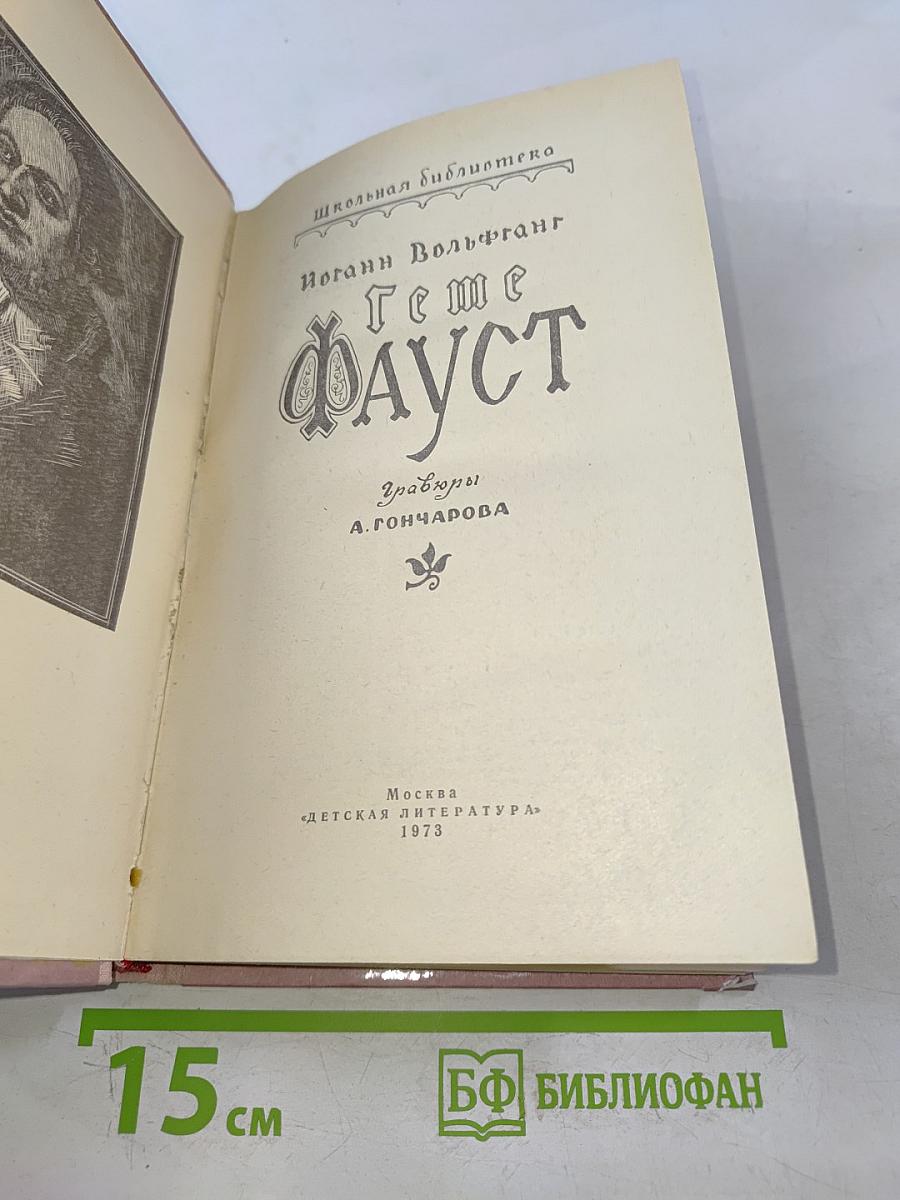 Школьная библиотека
Иоганн Вольфганг
Гете
ФАУСТ
Гравюры
А. ГОНЧАРОВА
Москва
«ДЕТСКАЯ ЛИТЕРАТУРА»
1973
15 см
БФ БИБЛИОФАН